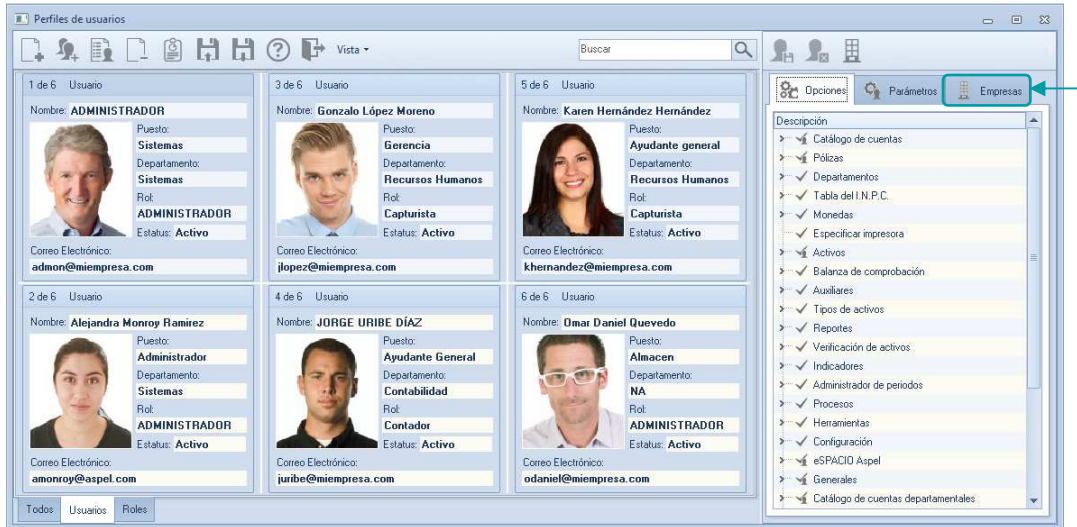 Perfiles de usuarios
Vista
Buscar
1 de 6 Usuario
Nombre: ADMINISTRADOR
Puesto:
Sistemas
Departamento:
Sistemas
Rol:
ADMINISTRADOR
Estatus: Activo
Correo Electrónico:
admon@miempresa.com
3 de 6 Usuario
Nombre: Gonzalo López Moreno
Puesto:
Gerencia
Departamento:
Recursos Humanos
Rol:
Capturista
Estatus: Activo
Correo Electrónico:
jlopez@miempresa.com
5 de 6 Usuario
Nombre: Karen Hernández Hernández
Puesto:
Ayudante general
Departamento:
Recursos Humanos
Rol:
Capturista
Estatus: Activo
Correo Electrónico:
khernandez@miempresa.com
2 de 6 Usuario
Nombre: Alejandra Monroy Ramirez
Puesto:
Administrador
Departamento:
Sistemas
Rol:
ADMINISTRADOR
Estatus: Activo
Correo Electrónico:
amonroy@aspel.com
4 de 6 Usuario
Nombre: JORGE URIBE DÍAZ
Puesto:
Ayudante General
Departamento:
Contabilidad
Rol:
Contador
Estatus: Activo
Correo Electrónico:
juribe@miempresa.com
6 de 6 Usuario
Nombre: Omar Daniel Quevedo
Puesto:
Almacen
Departamento:
NA
Rol:
ADMINISTRADOR
Estatus: Activo
Correo Electrónico:
odaniel@miempresa.com
Todos Usuarios Roles
Opciones Parámetros Empresas
Descripción
Catálogo de cuentas
Pólizas
Departamentos
Tabla del I.N.P.C.
Monedas
Especificar impresora
Activos
Balanza de comprobación
Auxiliares
Tipos de activos
Reportes
Verificación de activos
Indicadores
Administrador de periodos
Procesos
Herramientas
Configuración
eSPACIO Aspel
Generales
Catálogo de cuentas departamentales